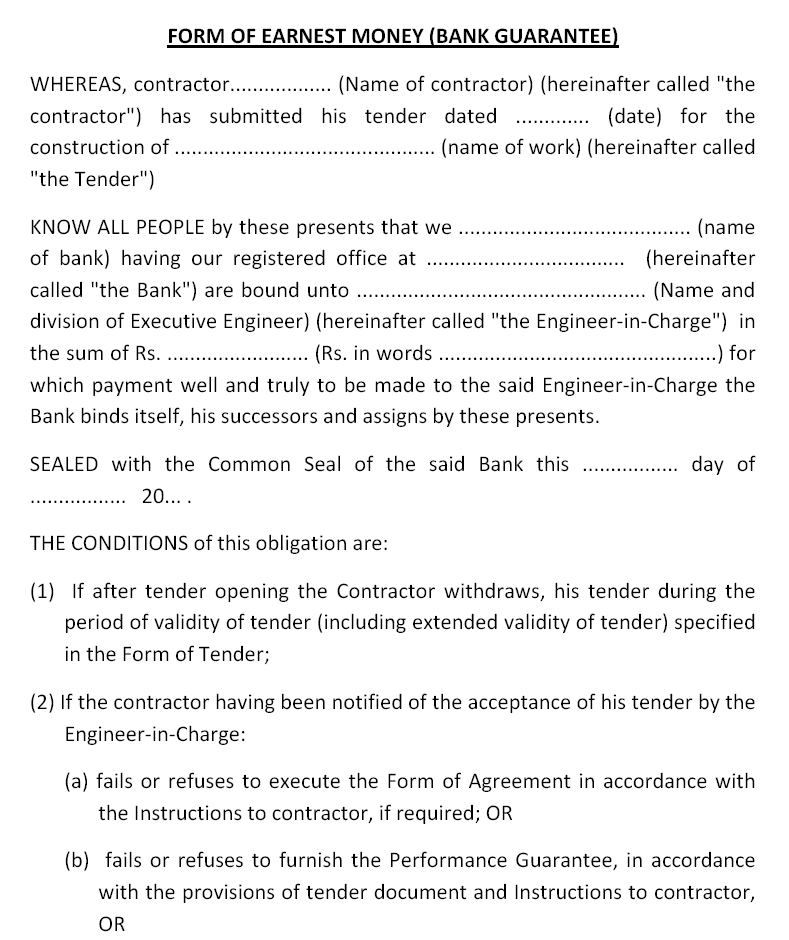 FORM OF EARNEST MONEY (BANK GUARANTEE)
WHEREAS, contractor.................. (Name of contractor) (hereinafter called "the
contractor") has submitted his tender dated ............. (date) for the
construction of .............................................. (name of work) (hereinafter called
"the Tender")
KNOW ALL PEOPLE by these presents that we ......................................... (name
of bank) having our registered office at ................................... (hereinafter
called "the Bank") are bound unto ................................................... (Name and
division of Executive Engineer) (hereinafter called "the Engineer-in-Charge") in
the sum of Rs. ......................... (Rs. in words .................................................) for
which payment well and truly to be made to the said Engineer-in-Charge the
Bank binds itself, his successors and assigns by these presents.
SEALED with the Common Seal of the said Bank this ................. day of
................. 20... .
THE CONDITIONS of this obligation are:
(1) If after tender opening the Contractor withdraws, his tender during the
period of validity of tender (including extended validity of tender) specified
in the Form of Tender;
(2) If the contractor having been notified of the acceptance of his tender by the
Engineer-in-Charge:
(a) fails or refuses to execute the Form of Agreement in accordance with
the Instructions to contractor, if required; OR
(b) fails or refuses to furnish the Performance Guarantee, in accordance
with the provisions of tender document and Instructions to contractor,
OR